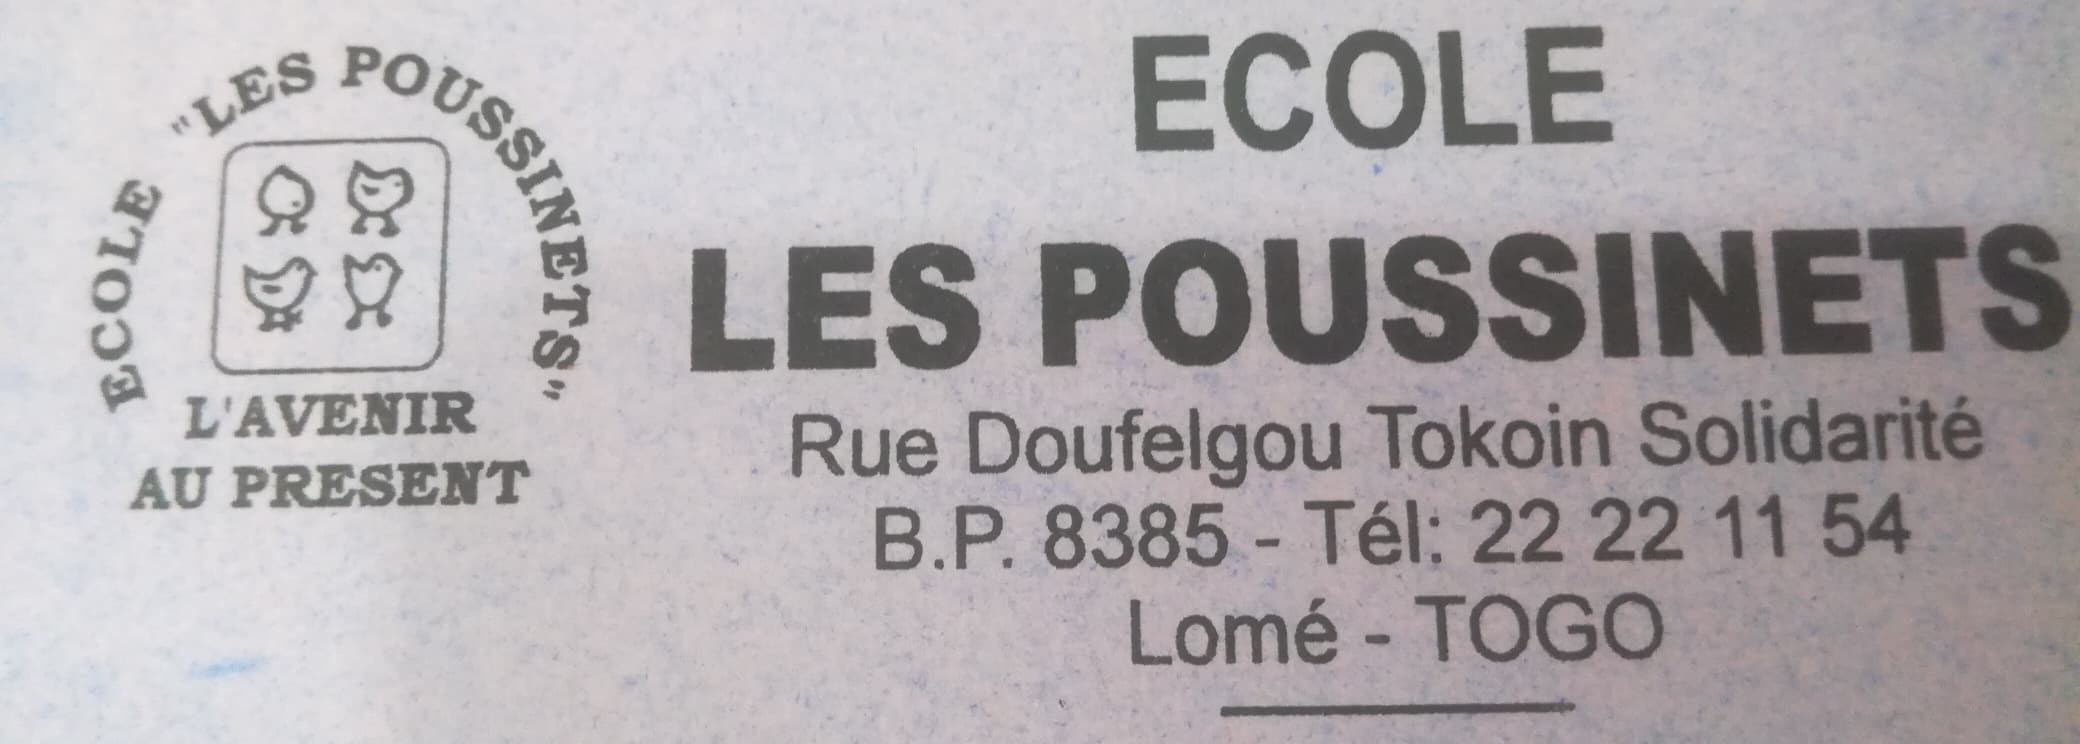 ECOLE "LES POUSSINETS"
L'AVENIR
AU PRESENT
ECOLE
LES POUSSINETS
Rue Doufelgou Tokoin Solidarité
B.P. 8385 - Tél: 22 22 11 54
Lomé - TOGO